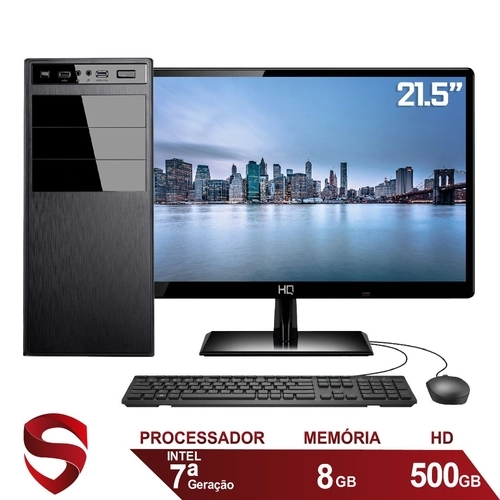 21.5”
HQ
PROCESSADOR
MEMÓRIA
HD
INTEL
7ª
Geração
8GB
500GB
S